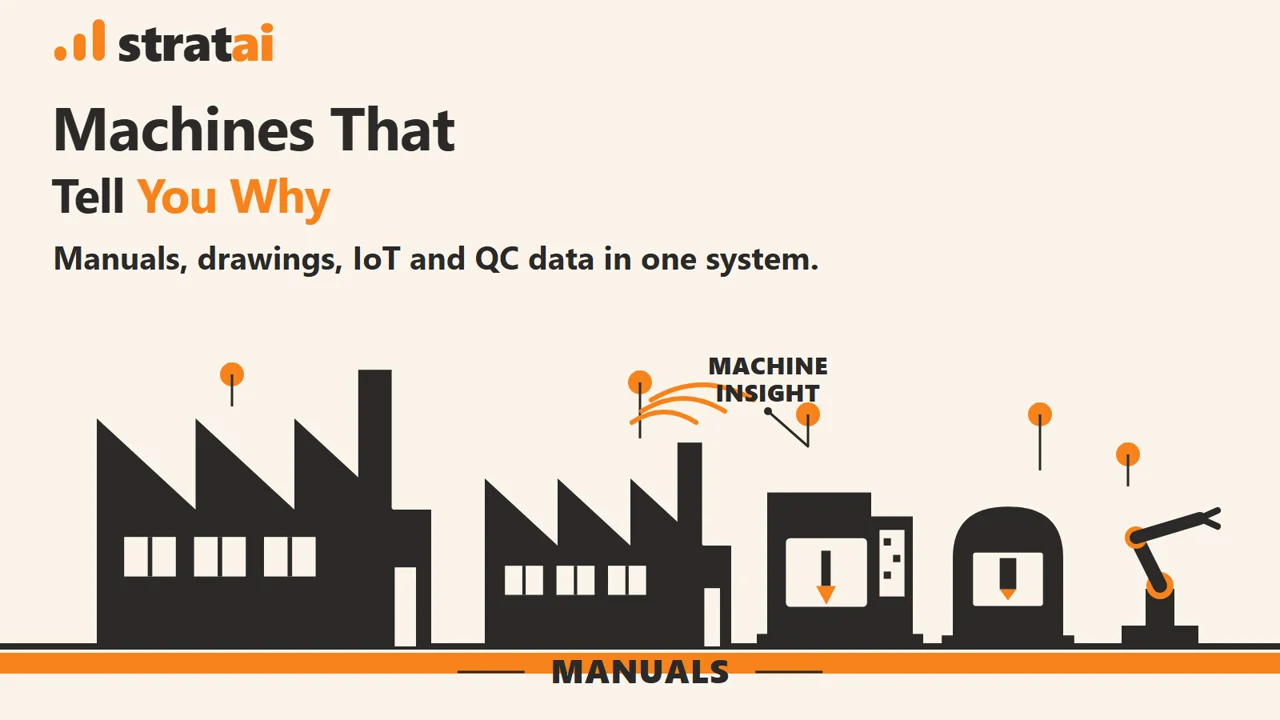 stratai
Machines That
Tell You Why
Manuals, drawings, IoT and QC data in one system.
MACHINE
INSIGHT
MANUALS